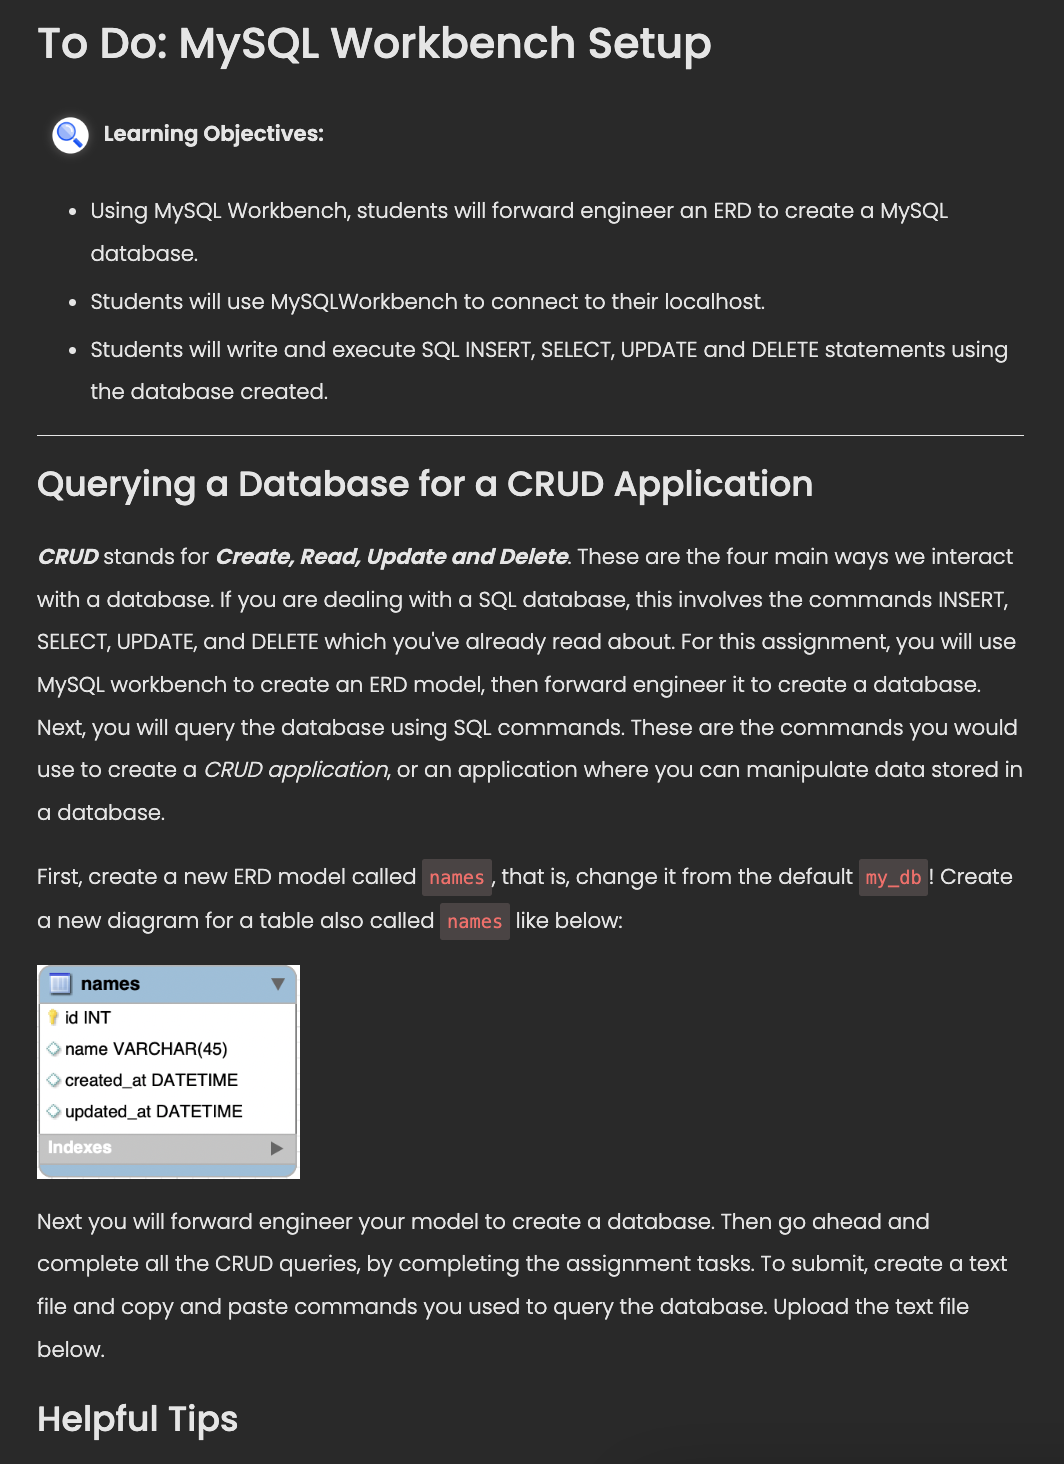 To Do: MySQL Workbench Setup
Learning Objectives:
Using MySQL Workbench, students will forward engineer an ERD to create a MySQL
database.
Students will use MySQLWorkbench to connect to their localhost.
Students will write and execute SQL INSERT, SELECT, UPDATE and DELETE statements using
the database created.
Querying a Database for a CRUD Application
CRUD stands for Create, Read, Update and Delete. These are the four main ways we interact
with a database. If you are dealing with a SQL database, this involves the commands INSERT,
SELECT, UPDATE, and DELETE which you've already read about. For this assignment, you will use
MySQL workbench to create an ERD model, then forward engineer it to create a database.
Next, you will query the database using SQL commands. These are the commands you would
use to create a CRUD application, or an application where you can manipulate data stored in
a database.
First, create a new ERD model called names, that is, change it from the default my_db! Create
a new diagram for a table also called names like below:
names
id INT
name VARCHAR(45)
created_at DATETIME
updated_at DATETIME
Indexes
Next you will forward engineer your model to create a database. Then go ahead and
complete all the CRUD queries, by completing the assignment tasks. To submit, create a text
file and copy and paste commands you used to query the database. Upload the text file
below.
Helpful Tips